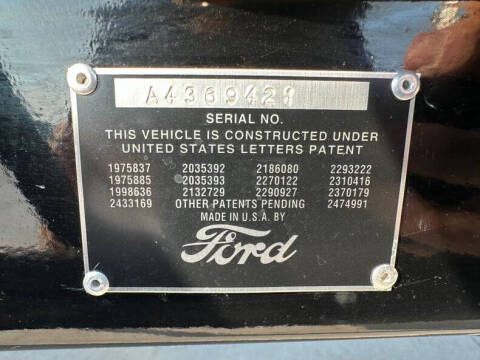 A4369421
SERIAL NO.
THIS VEHICLE IS CONSTRUCTED UNDER
UNITED STATES LETTERS PATENT
1975837 2035392 2186080 2293222
1975885 2035393 2270122 2310416
1998636 2132729 2290927 2370179
2433169 OTHER PATENTS PENDING 2474991
MADE IN U.S.A. BY
Ford